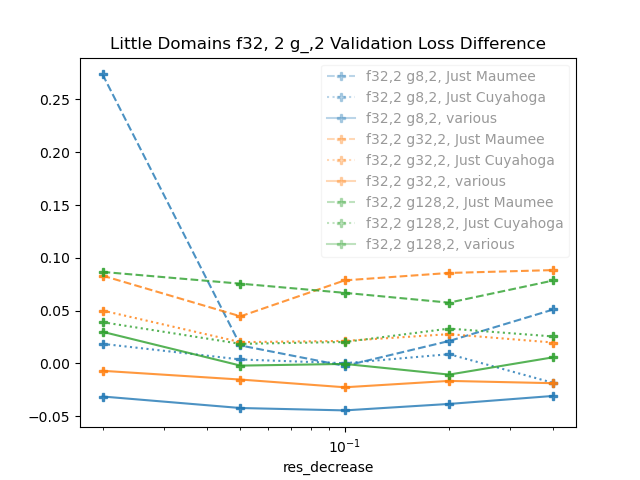 Little Domains f32, 2 g_,2 Validation Loss Difference
0.25
0.20
0.15
0.10
0.05
0.00
−0.05
f32,2 g8,2, Just Maumee
f32,2 g8,2, Just Cuyahoga
f32,2 g8,2, various
f32,2 g32,2, Just Maumee
f32,2 g32,2, Just Cuyahoga
f32,2 g32,2, various
f32,2 g128,2, Just Maumee
f32,2 g128,2, Just Cuyahoga
f32,2 g128,2, various
10⁻¹
res_decrease